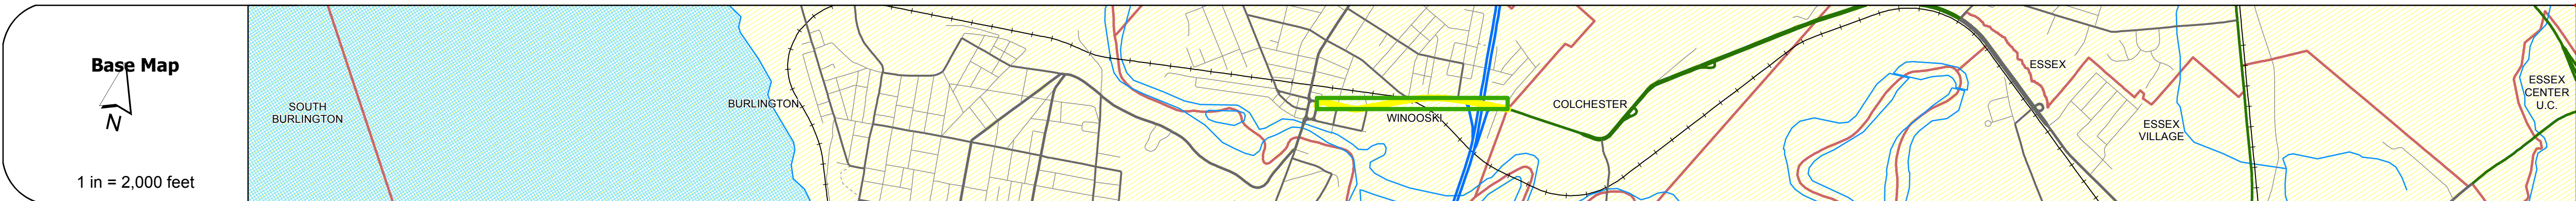 Base Map
N
1 in = 2,000 feet
SOUTH
BURLINGTON
BURLINGTON
WINOOSKI
COLCHESTER
ESSEX
ESSEX
VILLAGE
ESSEX
CENTER
U.C.